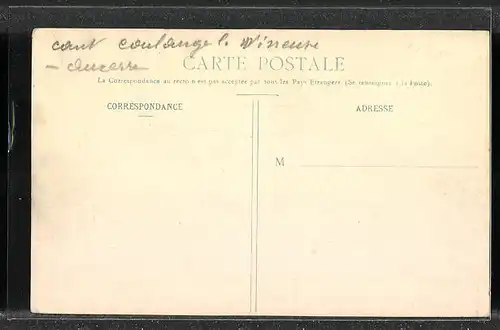 cant coulange la Vineuse
- Auxerre
CARTE POSTALE
La Correspondance au recto n'est pas acceptée par tous les Pays Etrangers (Se renseigner à la Poste).
CORRESPONDANCE
ADRESSE
M